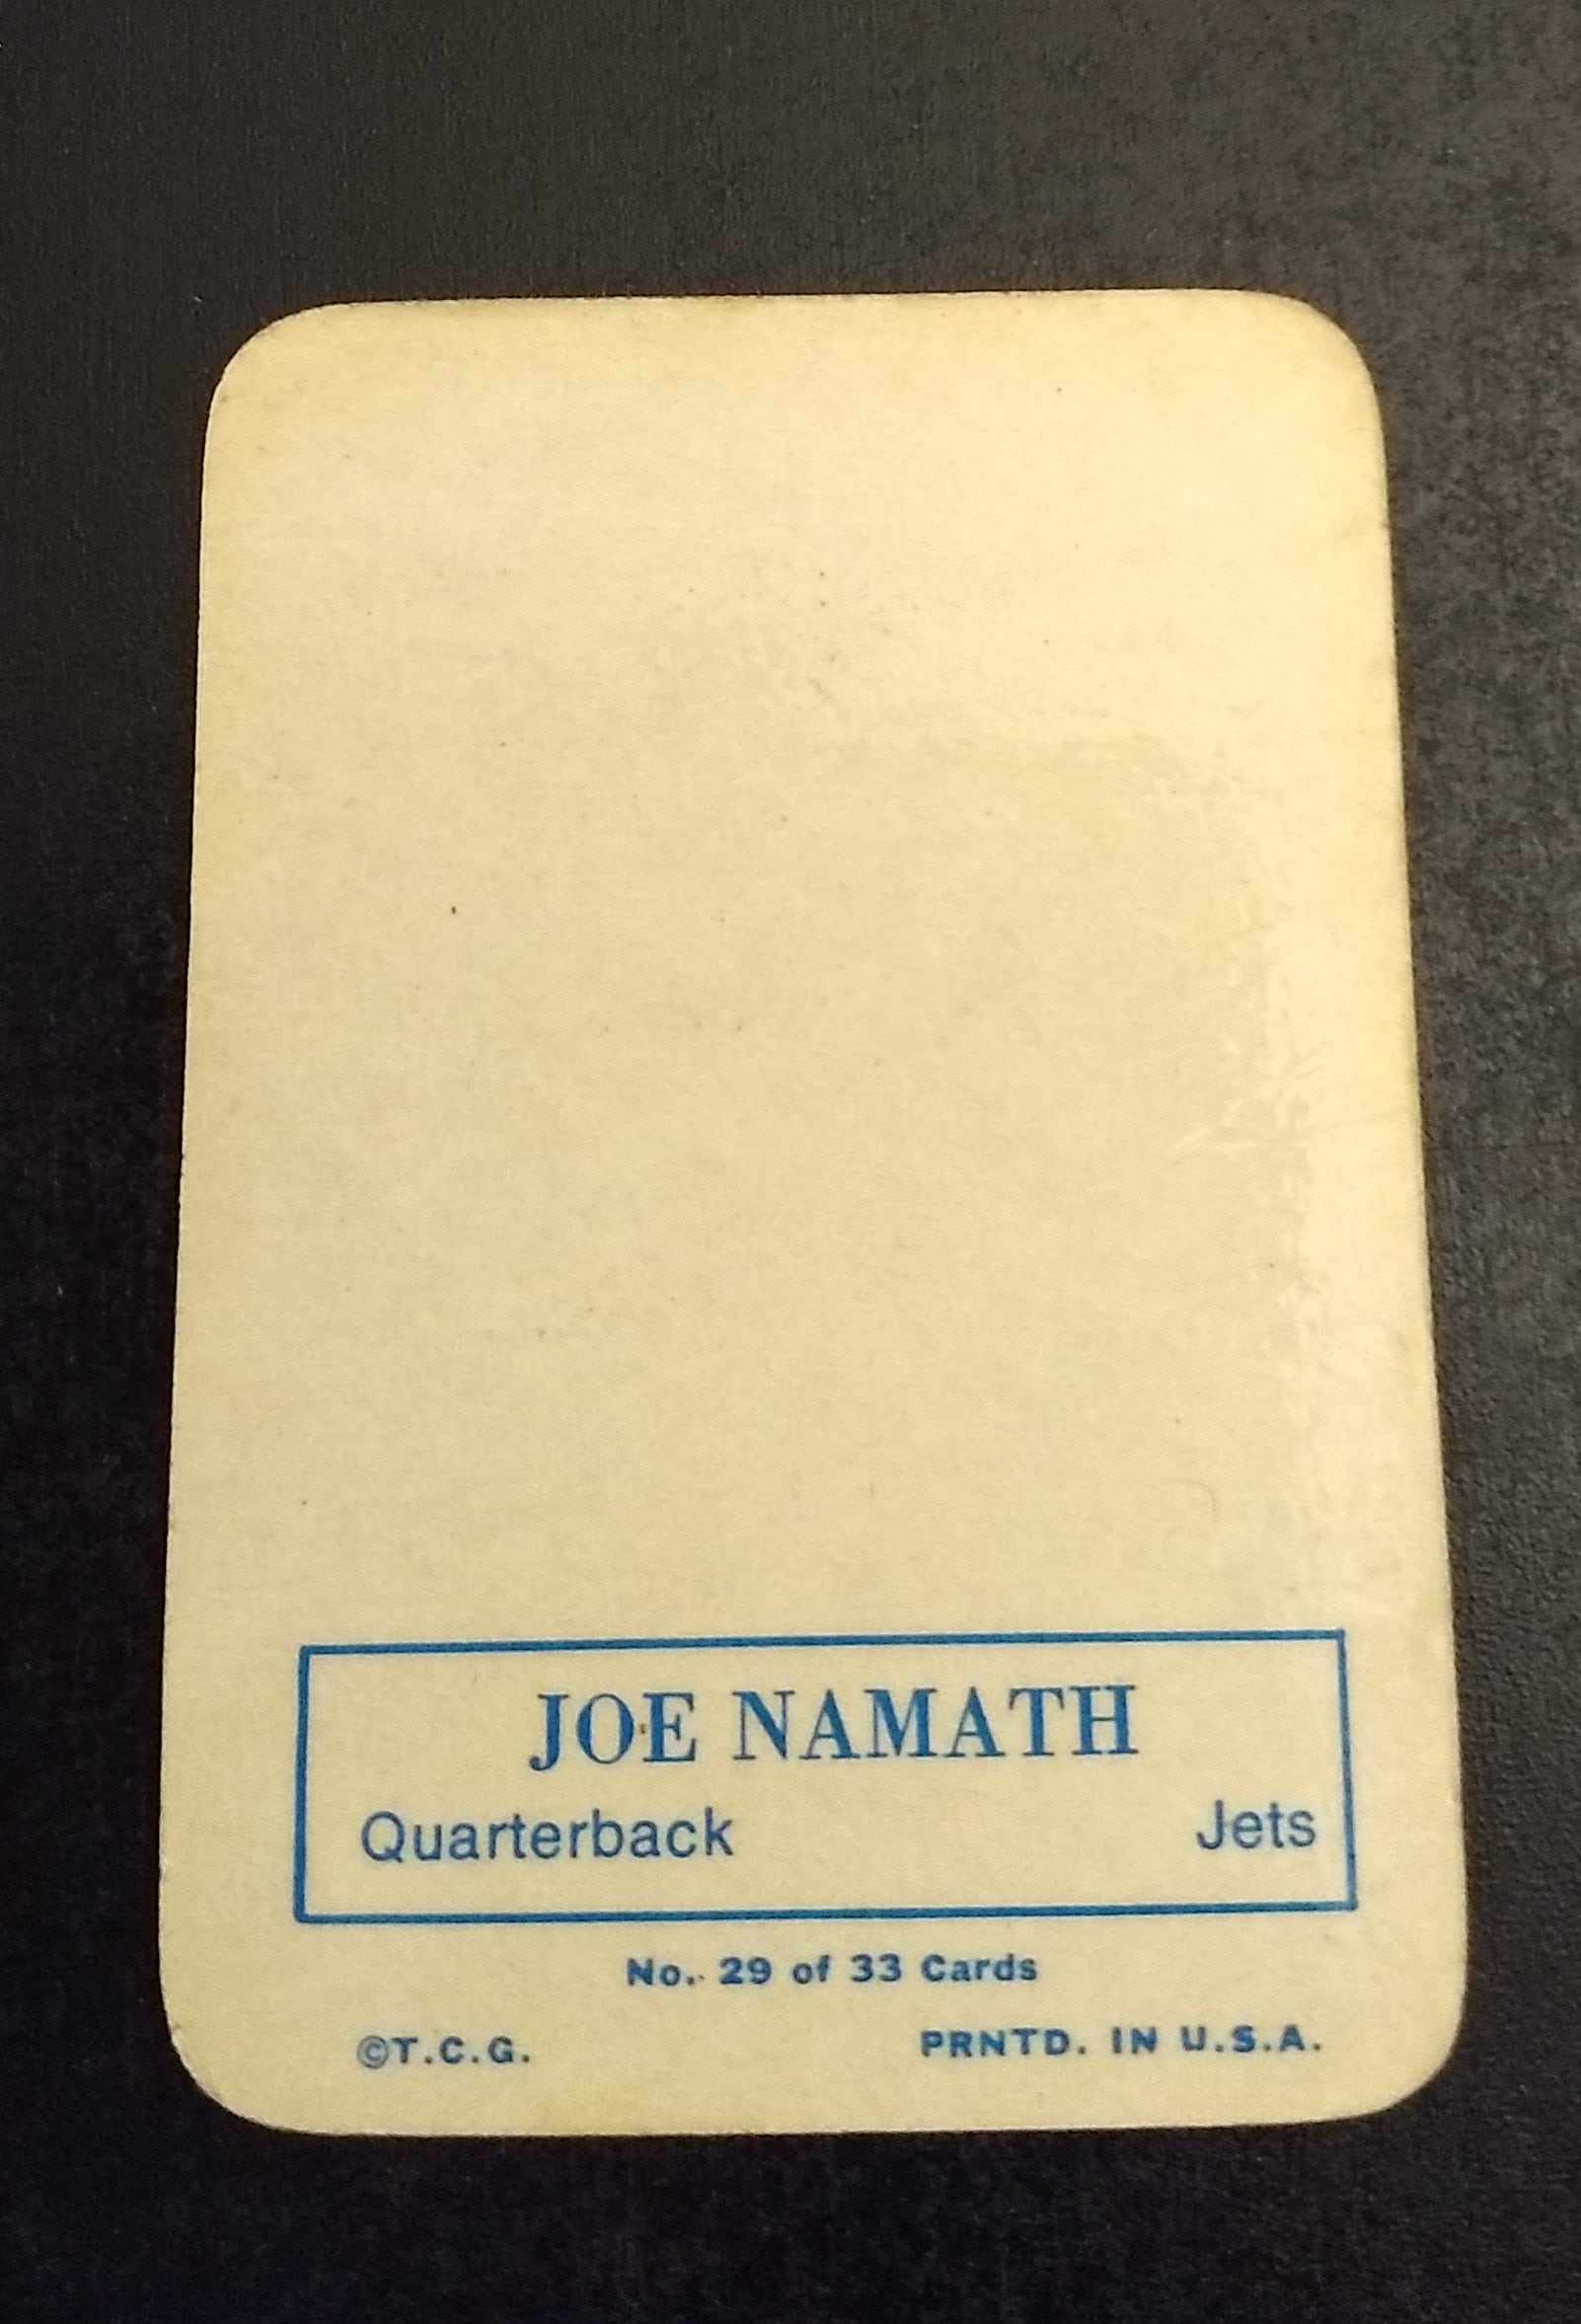 JOE NAMATH
Quarterback Jets
No. 29 of 33 Cards
©T.C.G. PRNTD. IN U.S.A.